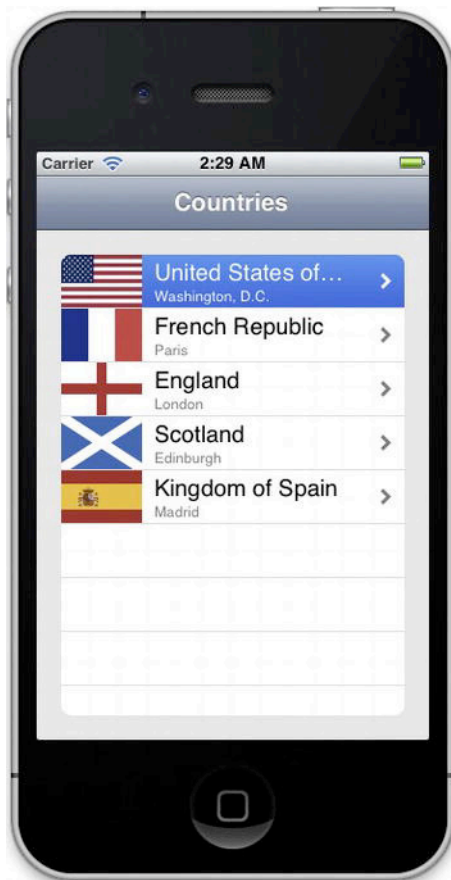 Carrier 2:29 AM
Countries
United States of...
Washington, D.C.
French Republic
Paris
England
London
Scotland
Edinburgh
Kingdom of Spain
Madrid